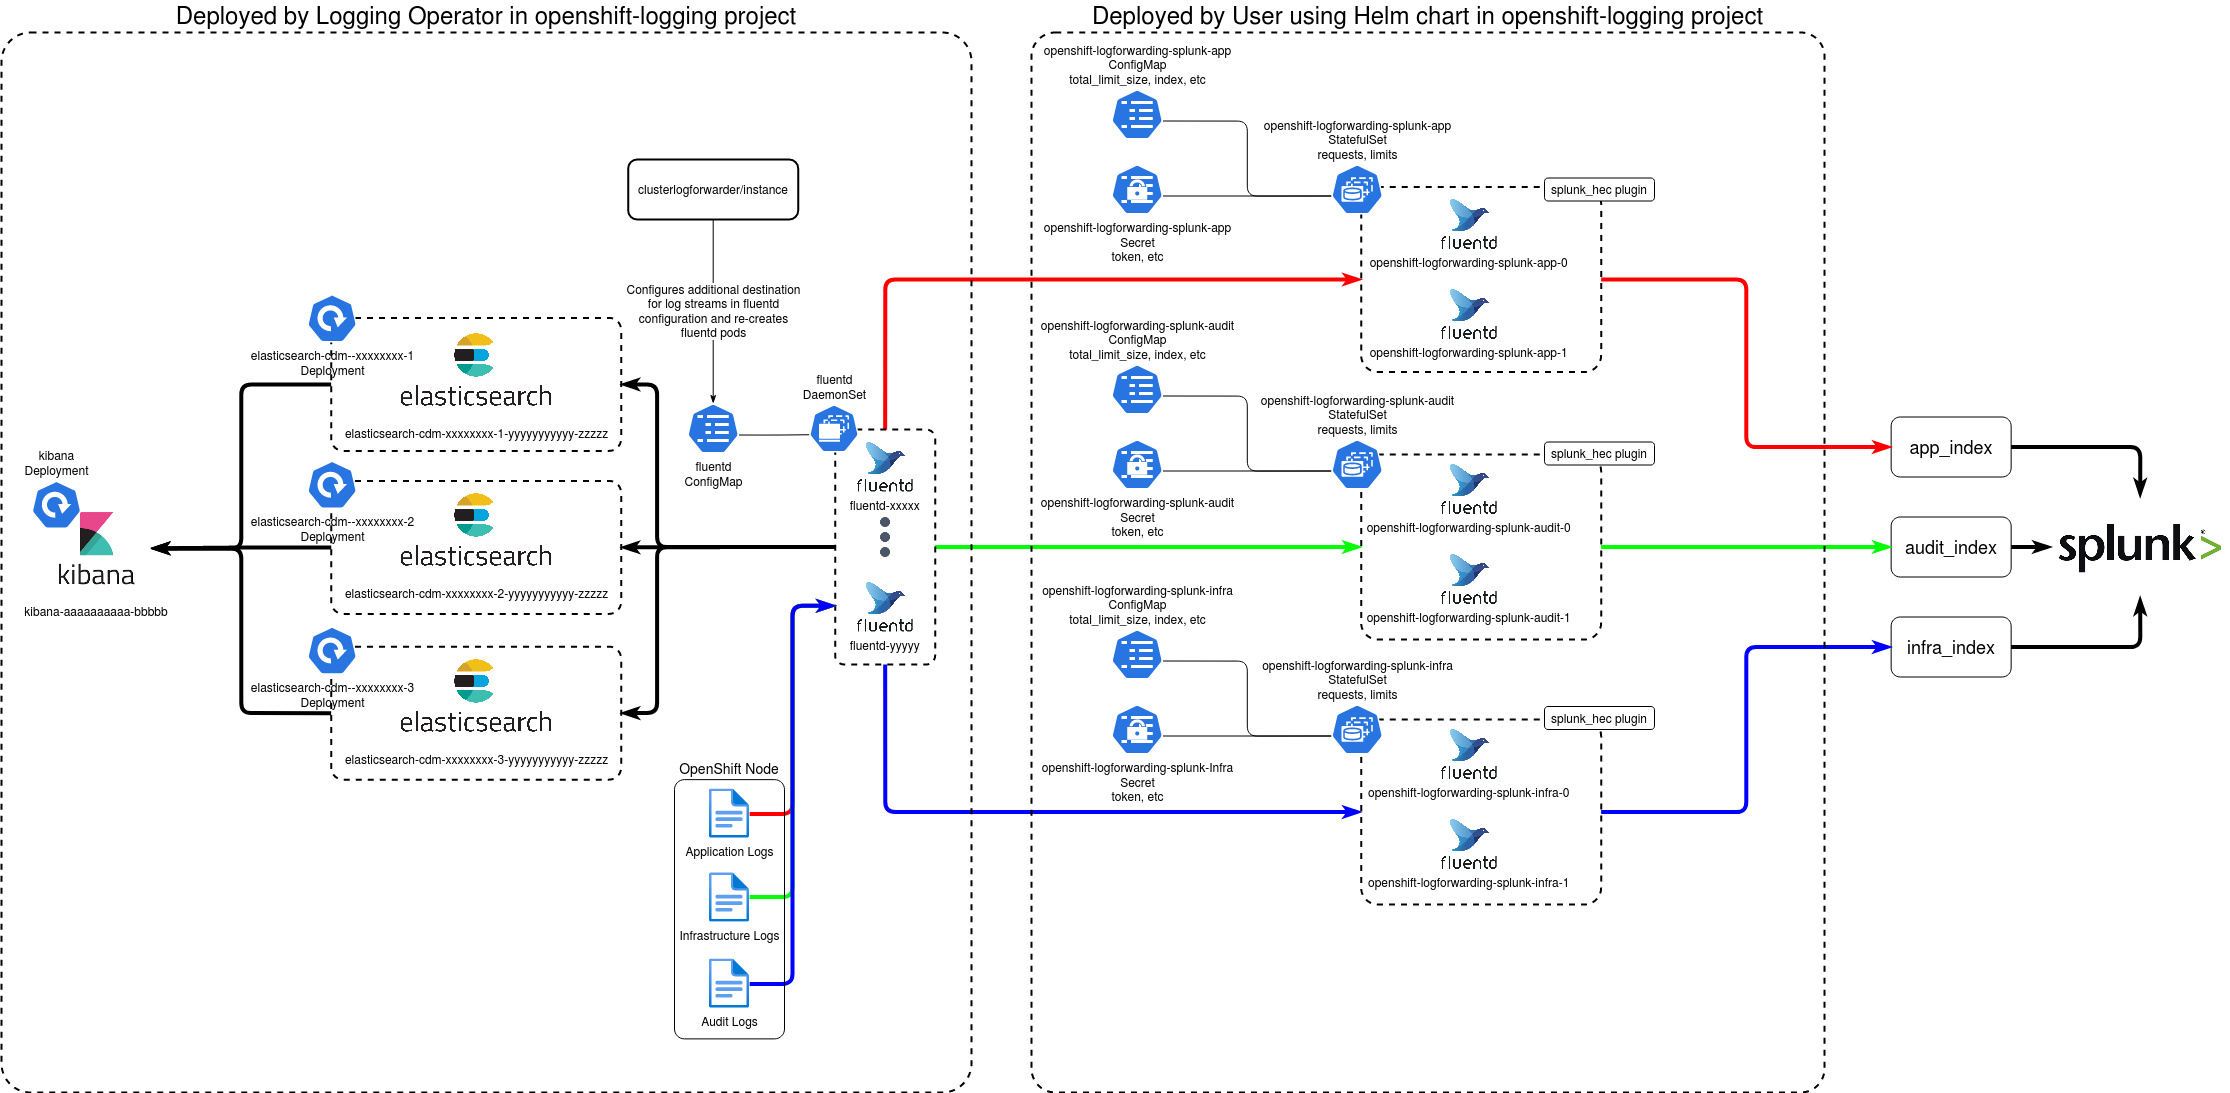 Deployed by Logging Operator in openshift-logging project
clusterlogforwarder/instance
Configures additional destination
for log streams in fluentd
configuration and re-creates
fluentd pods
elasticsearch-cdm--xxxxxxxx-1
Deployment
elasticsearch
elasticsearch-cdm-xxxxxxxx-1-yyyyyyyyyyy-zzzzz
fluentd
DaemonSet
fluentd
ConfigMap
fluentd
fluentd-xxxxx
fluentd
fluentd-yyyyy
kibana
Deployment
kibana
kibana-aaaaaaaaaa-bbbbb
elasticsearch-cdm--xxxxxxxx-2
Deployment
elasticsearch
elasticsearch-cdm-xxxxxxxx-2-yyyyyyyyyyy-zzzzz
elasticsearch-cdm--xxxxxxxx-3
Deployment
elasticsearch
elasticsearch-cdm-xxxxxxxx-3-yyyyyyyyyyy-zzzzz
OpenShift Node
Application Logs
Infrastructure Logs
Audit Logs
Deployed by User using Helm chart in openshift-logging project
openshift-logforwarding-splunk-app
ConfigMap
total_limit_size, index, etc
openshift-logforwarding-splunk-app
StatefulSet
requests, limits
openshift-logforwarding-splunk-app
Secret
token, etc
splunk_hec plugin
fluentd
openshift-logforwarding-splunk-app-0
fluentd
openshift-logforwarding-splunk-app-1
openshift-logforwarding-splunk-audit
ConfigMap
total_limit_size, index, etc
openshift-logforwarding-splunk-audit
StatefulSet
requests, limits
openshift-logforwarding-splunk-audit
Secret
token, etc
splunk_hec plugin
fluentd
openshift-logforwarding-splunk-audit-0
fluentd
openshift-logforwarding-splunk-audit-1
openshift-logforwarding-splunk-infra
ConfigMap
total_limit_size, index, etc
openshift-logforwarding-splunk-infra
StatefulSet
requests, limits
openshift-logforwarding-splunk-Infra
Secret
token, etc
splunk_hec plugin
fluentd
openshift-logforwarding-splunk-infra-0
fluentd
openshift-logforwarding-splunk-infra-1
app_index
audit_index
infra_index
splunk>